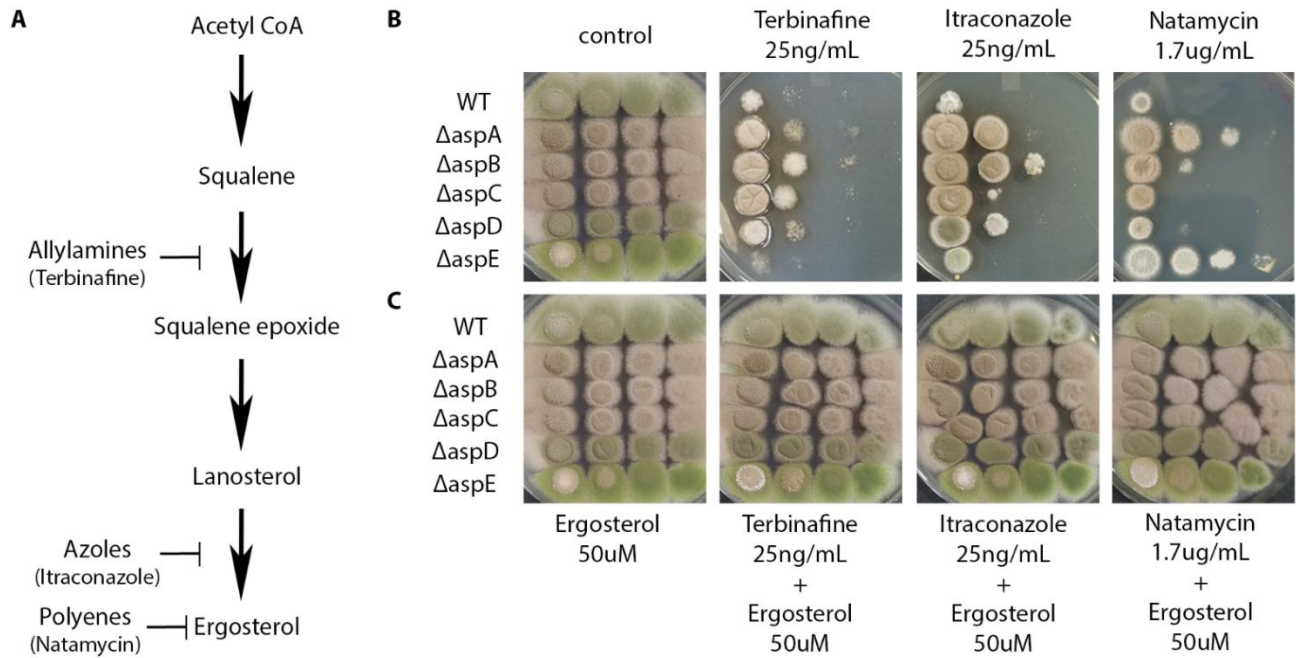 A
Acetyl CoA
Squalene
Allylamines
(Terbinafine)
Squalene epoxide
Lanosterol
Azoles
(Itraconazole)
Polyenes
(Natamycin)
Ergosterol
B
control
Terbinafine
25ng/mL
Itraconazole
25ng/mL
Natamycin
1.7ug/mL
WT
ΔaspA
ΔaspB
ΔaspC
ΔaspD
ΔaspE
C
WT
ΔaspA
ΔaspB
ΔaspC
ΔaspD
ΔaspE
Ergosterol
50uM
Terbinafine
25ng/mL
+
Ergosterol
50uM
Itraconazole
25ng/mL
+
Ergosterol
50uM
Natamycin
1.7ug/mL
+
Ergosterol
50uM